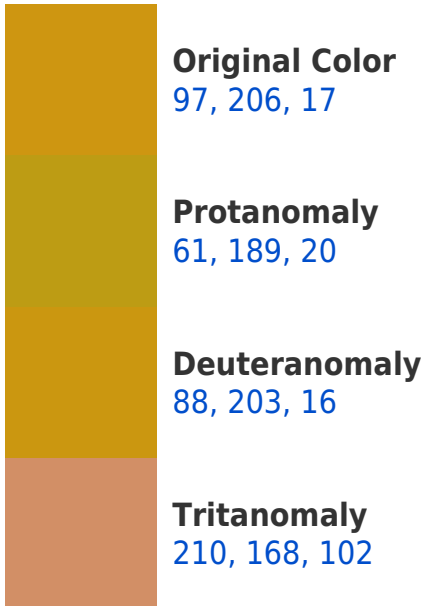 Original Color
97, 206, 17
Protanomaly
61, 189, 20
Deuteranomaly
88, 203, 16
Tritanomaly
210, 168, 102